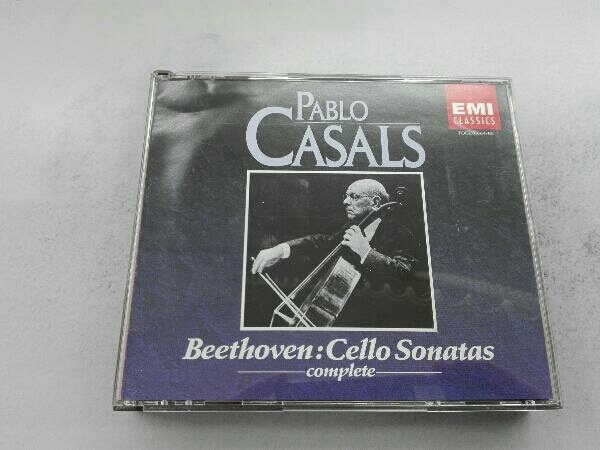 PABLO
CASALS
EMI
CLASSICS
Beethoven: Cello Sonatas
complete